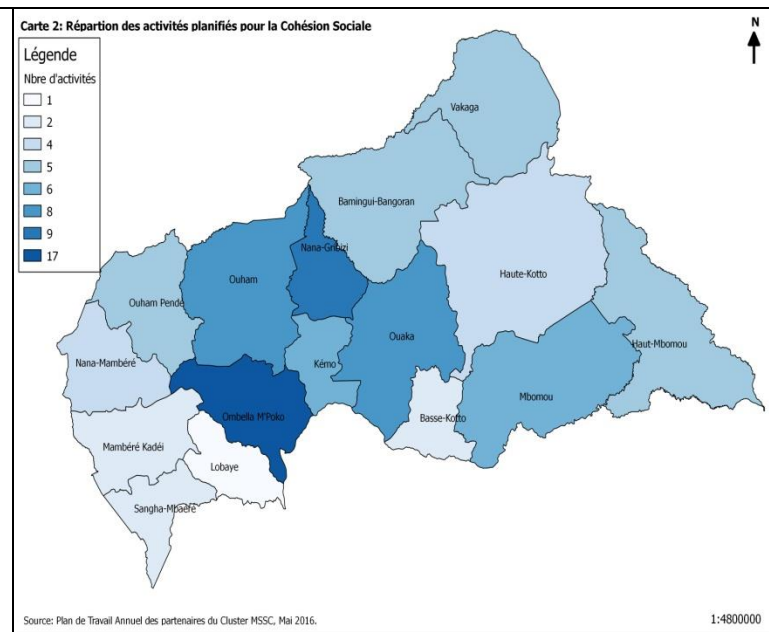 Carte 2: Répartion des activités planifiés pour la Cohésion Sociale
N
Légende
Nbre d'activités
1
2
4
5
6
8
9
17
Vakaga
Bamingui-Bangoran
Nana-Gribizi
Ouham
Haute-Kotto
Ouham Pendé
Ouaka
Haut-Mbomou
Nana-Mambéré
Kémo
Mbomou
Ombella M'Poko
Basse-Kotto
Mambéré Kadéi
Lobaye
Sangha-Mbaéré
Source: Plan de Travail Annuel des partenaires du Cluster MSSC, Mai 2016.
1:4800000